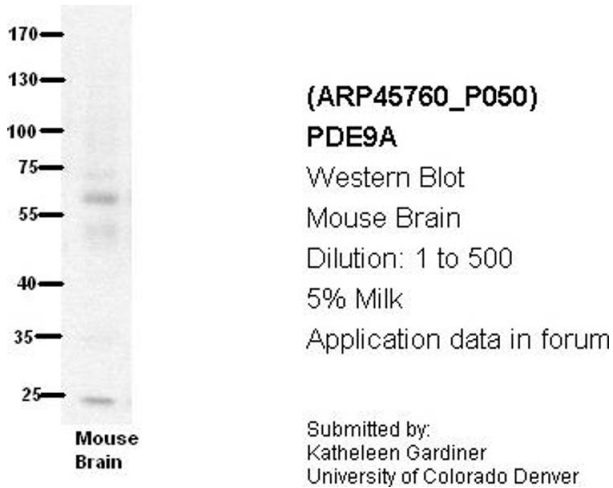 170
130
100
75
55
40
35
25
Mouse
Brain
(ARP45760_P050)
PDE9A
Western Blot
Mouse Brain
Dilution: 1 to 500
5% Milk
Application data in forum
Submitted by:
Katheleen Gardiner
University of Colorado Denver